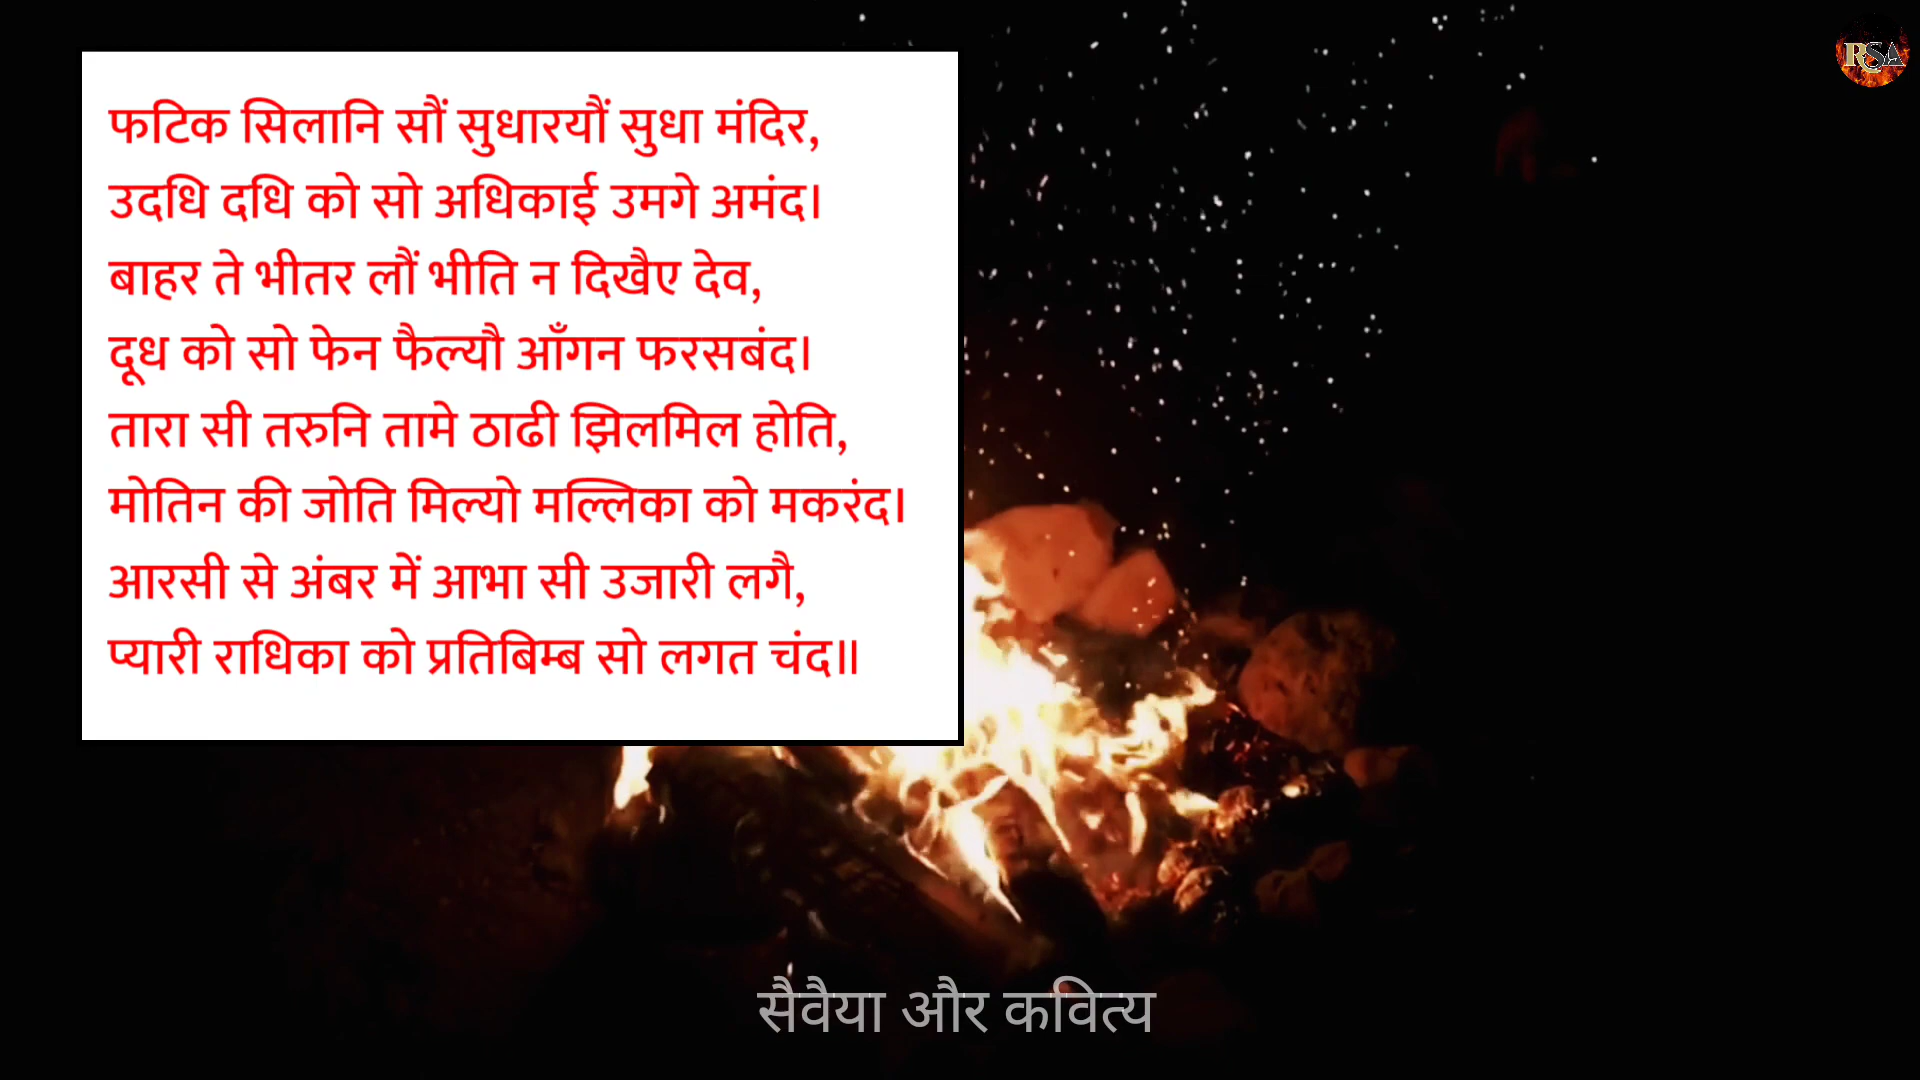 फटिक सिलानि सौं सुधारयौं सुधा मंदिर,
उदधि दधि को सो अधिकाई उमगे अमंद।
बाहर ते भीतर लौं भीति न दिखैए देव,
दूध को सो फेन फैल्यौ आँगन फरसबंद।
तारा सी तरुनि तामे ठाढी झिलमिल होति,
मोतिन की जोति मिल्यो मल्लिका को मकरंद।
आरसी से अंबर में आभा सी उजारी लगै,
प्यारी राधिका को प्रतिबिम्ब सो लगत चंद॥
सैवैया और कवित्य
RSA